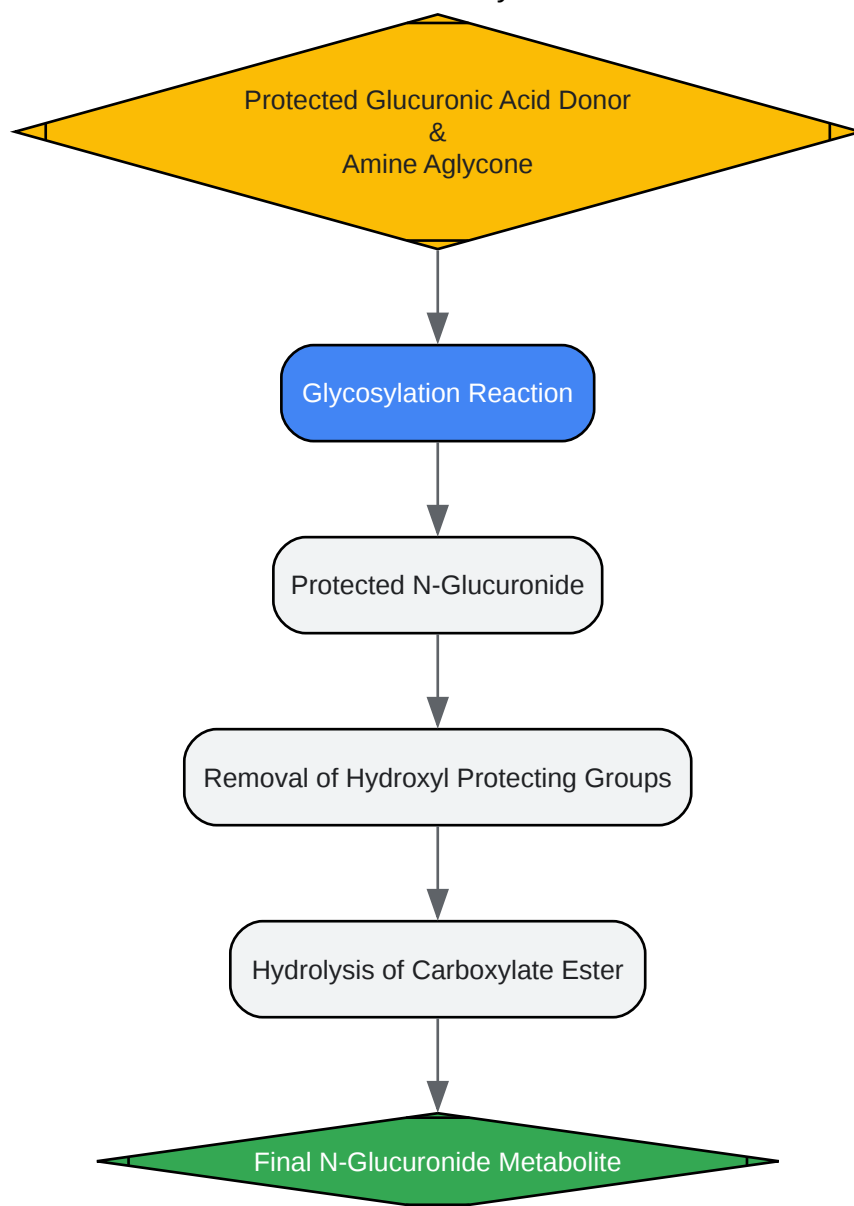 Protected Glucuronic Acid Donor
&
Amine Aglycone
Glycosylation Reaction
Protected N-Glucuronide
Removal of Hydroxyl Protecting Groups
Hydrolysis of Carboxylate Ester
Final N-Glucuronide Metabolite